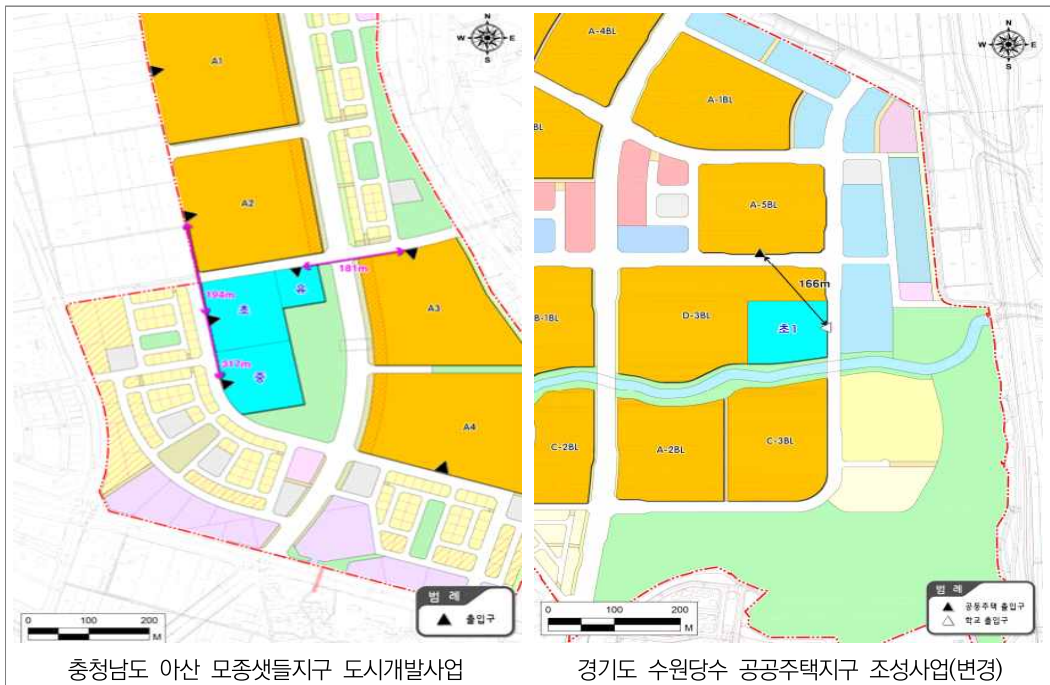 N
W E
S
A1
A2
194m
초
유
181m
317m
중
A3
A4
0 100 200
M
범 례
▲ 출입구
충청남도 아산 모종샛들지구 도시개발사업
N
W E
S
A-4BL
A-1BL
BL
A-5BL
166m
D-3BL
초1
B-1BL
C-2BL
A-2BL
C-3BL
0 100 200
M
범 례
▲ 공동주택 출입구
△ 학교 출입구
경기도 수원당수 공공주택지구 조성사업(변경)